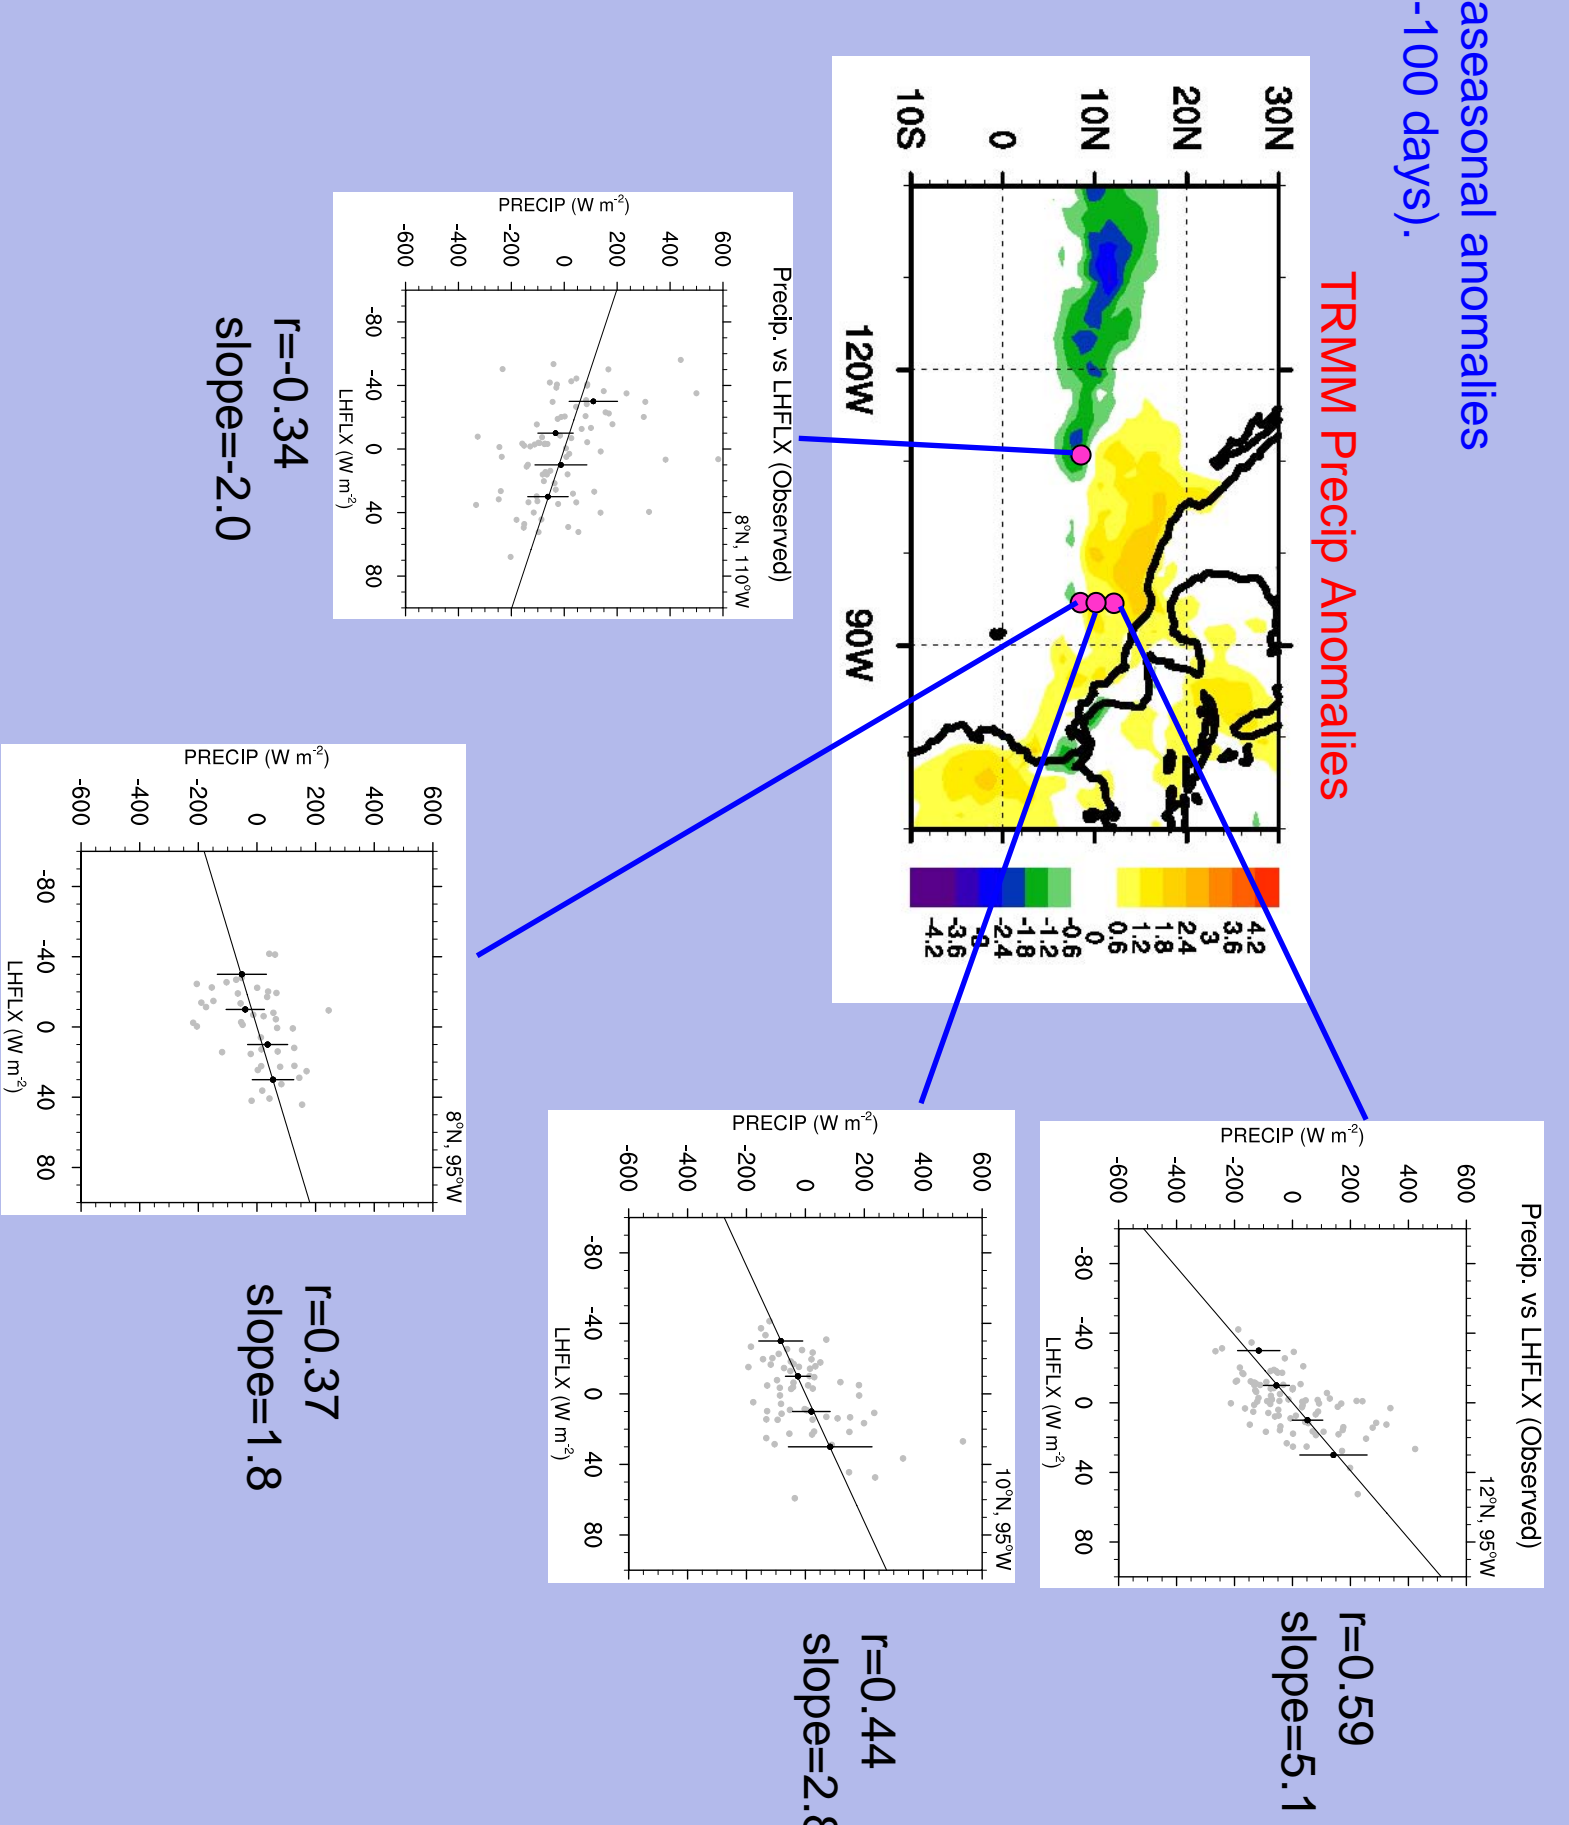 aseasonal anomalies
-100 days).
TRMM Precip Anomalies
30N
20N
10N
0
10S
120W
90W
4.2
3.6
3
2.4
1.8
1.2
0.6
0
-0.6
-1.2
-1.8
-2.4
-3.6
-4.2
Precip. vs LHFLX (Observed)
12°N, 95°W
PRECIP (W m-2)
600
400
200
0
-200
-400
-600
-80
-40
0
40
80
LHFLX (W m-2)
r=0.59
slope=5.1
10°N, 95°W
PRECIP (W m-2)
600
400
200
0
-200
-400
-600
-80
-40
0
40
80
LHFLX (W m-2)
r=0.44
slope=2.8
Precip. vs LHFLX (Observed)
8°N, 110°W
PRECIP (W m-2)
600
400
200
0
-200
-400
-600
-80
-40
0
40
80
LHFLX (W m-2)
r=-0.34
slope=-2.0
8°N, 95°W
PRECIP (W m-2)
600
400
200
0
-200
-400
-600
-80
-40
0
40
80
LHFLX (W m-2)
r=0.37
slope=1.8